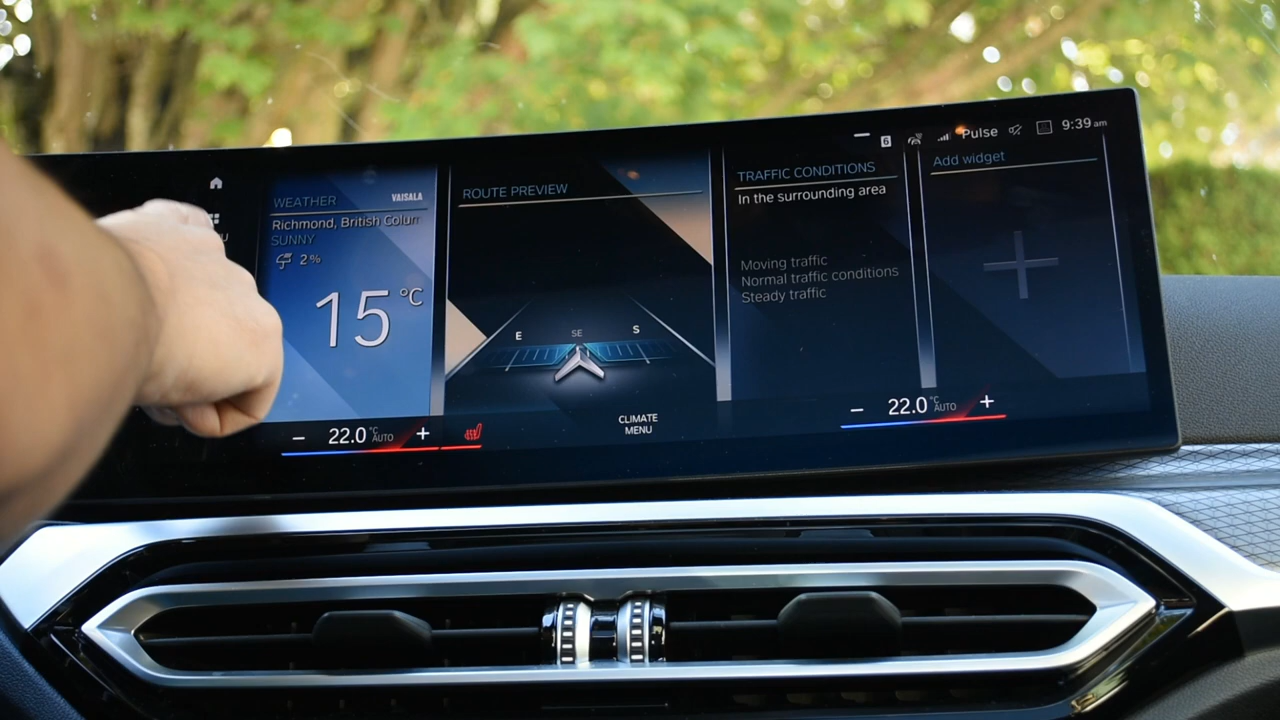 6
Pulse
9:39 am
WEATHER
VAISALA
Richmond, British Colum
SUNNY
2%
15 °C
ROUTE PREVIEW
E
SE
S
TRAFFIC CONDITIONS
In the surrounding area
Moving traffic
Normal traffic conditions
Steady traffic
Add widget
− 22.0 °C AUTO +
CLIMATE
MENU
− 22.0 °C AUTO +